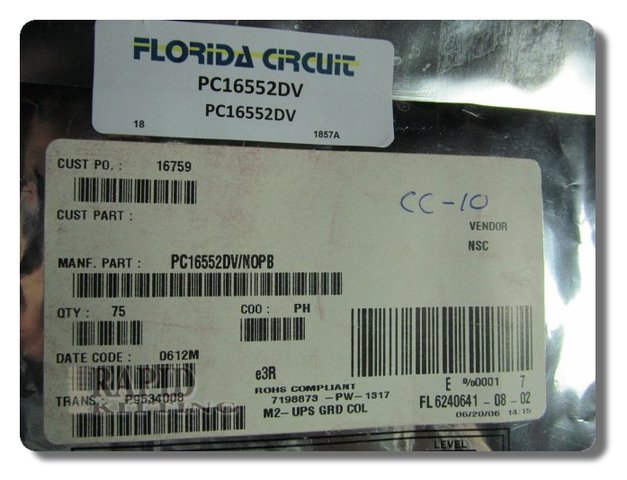 FLORIDA CIRCUIT
PC16552DV
PC16552DV
18 1857A
CUST PO. : 16759
CUST PART :
CC-10
VENDOR
NSC
MANF. PART : PC16552DV/NOPB
QTY : 75 COO : PH
DATE CODE : 0612M
e3R
ROHS COMPLIANT
TRANS 7198873 -PW-1317
M2-UPS GRD COL
E 0001 7
FL6240641 -08 -02
06/20/06 14:15
RAPID
KITTING
LEVEL